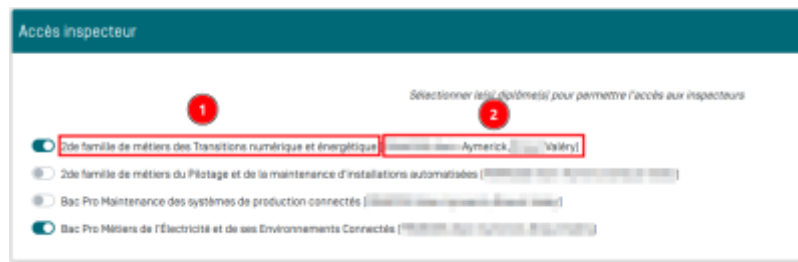 Accès inspecteur
Sélectionner le(s) diplôme(s) pour permettre l'accès aux inspecteurs
1
2
2de famille de métiers des Transitions numérique et énergétique [ Aymerick, Valéry]
2de famille de métiers du Pilotage et de la maintenance d'installations automatisées [ ]
Bac Pro Maintenance des systèmes de production connectés [ ]
Bac Pro Métiers de l'Électricité et de ses Environnements Connectés [ ]